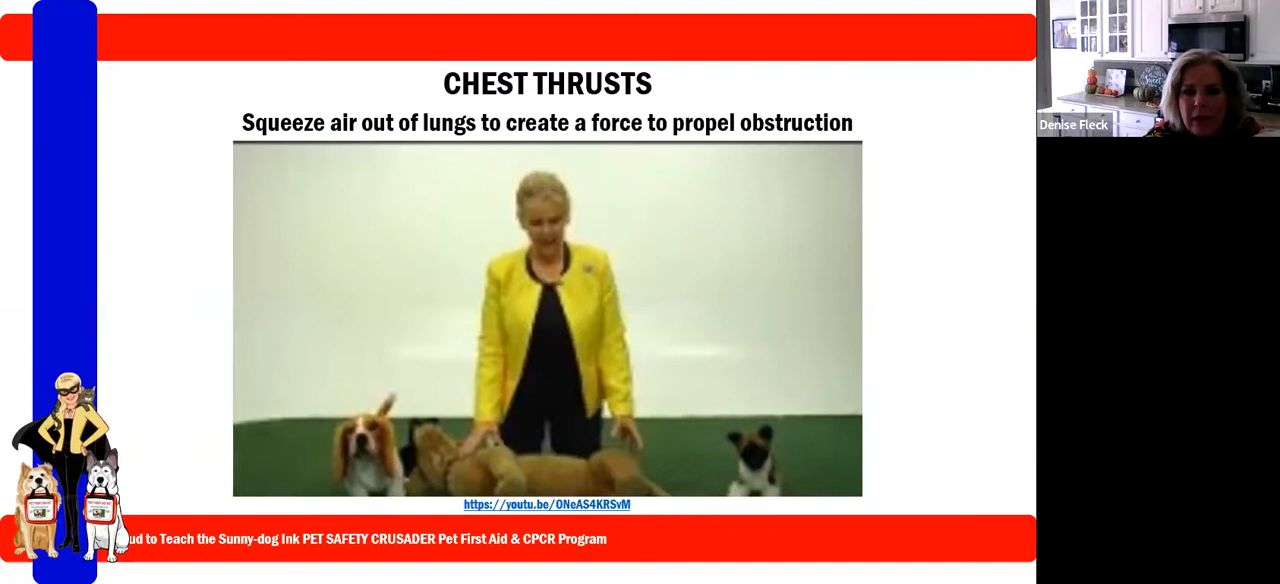 CHEST THRUSTS
Squeeze air out of lungs to create a force to propel obstruction
Denise Fleck
https://youtu.be/ONeAS4KRSvM
ud to Teach the Sunny-dog Ink PET SAFETY CRUSADER Pet First Aid & CPCR Program